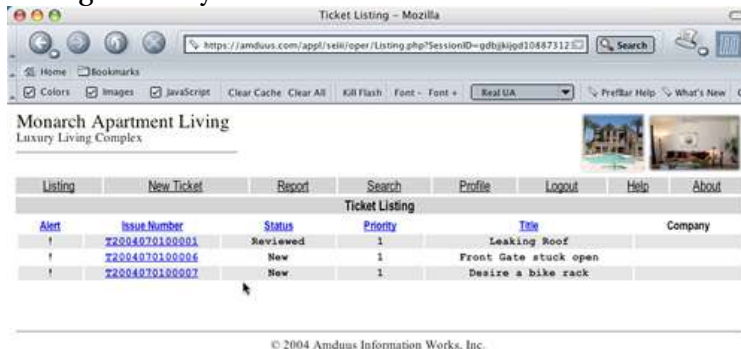 Ticket Listing – Mozilla
https://amduus.com/appl/selii/oper/Listing.php?SessionID=gdbjjkijgd10887312 Search
Home Bookmarks
Colors Images JavaScript Clear Cache Clear All Kill Flash Font - Font + Real UA PrefBar Help What's New
Monarch Apartment Living
Luxury Living Complex
Listing New Ticket Report Search Profile Logout Help About
Ticket Listing
Alert Issue Number Status Priority Title Company
! T2004070100001 Reviewed 1 Leaking Roof
! T2004070100006 New 1 Front Gate stuck open
! T2004070100007 New 1 Desire a bike rack
© 2004 Amduus Information Works, Inc.